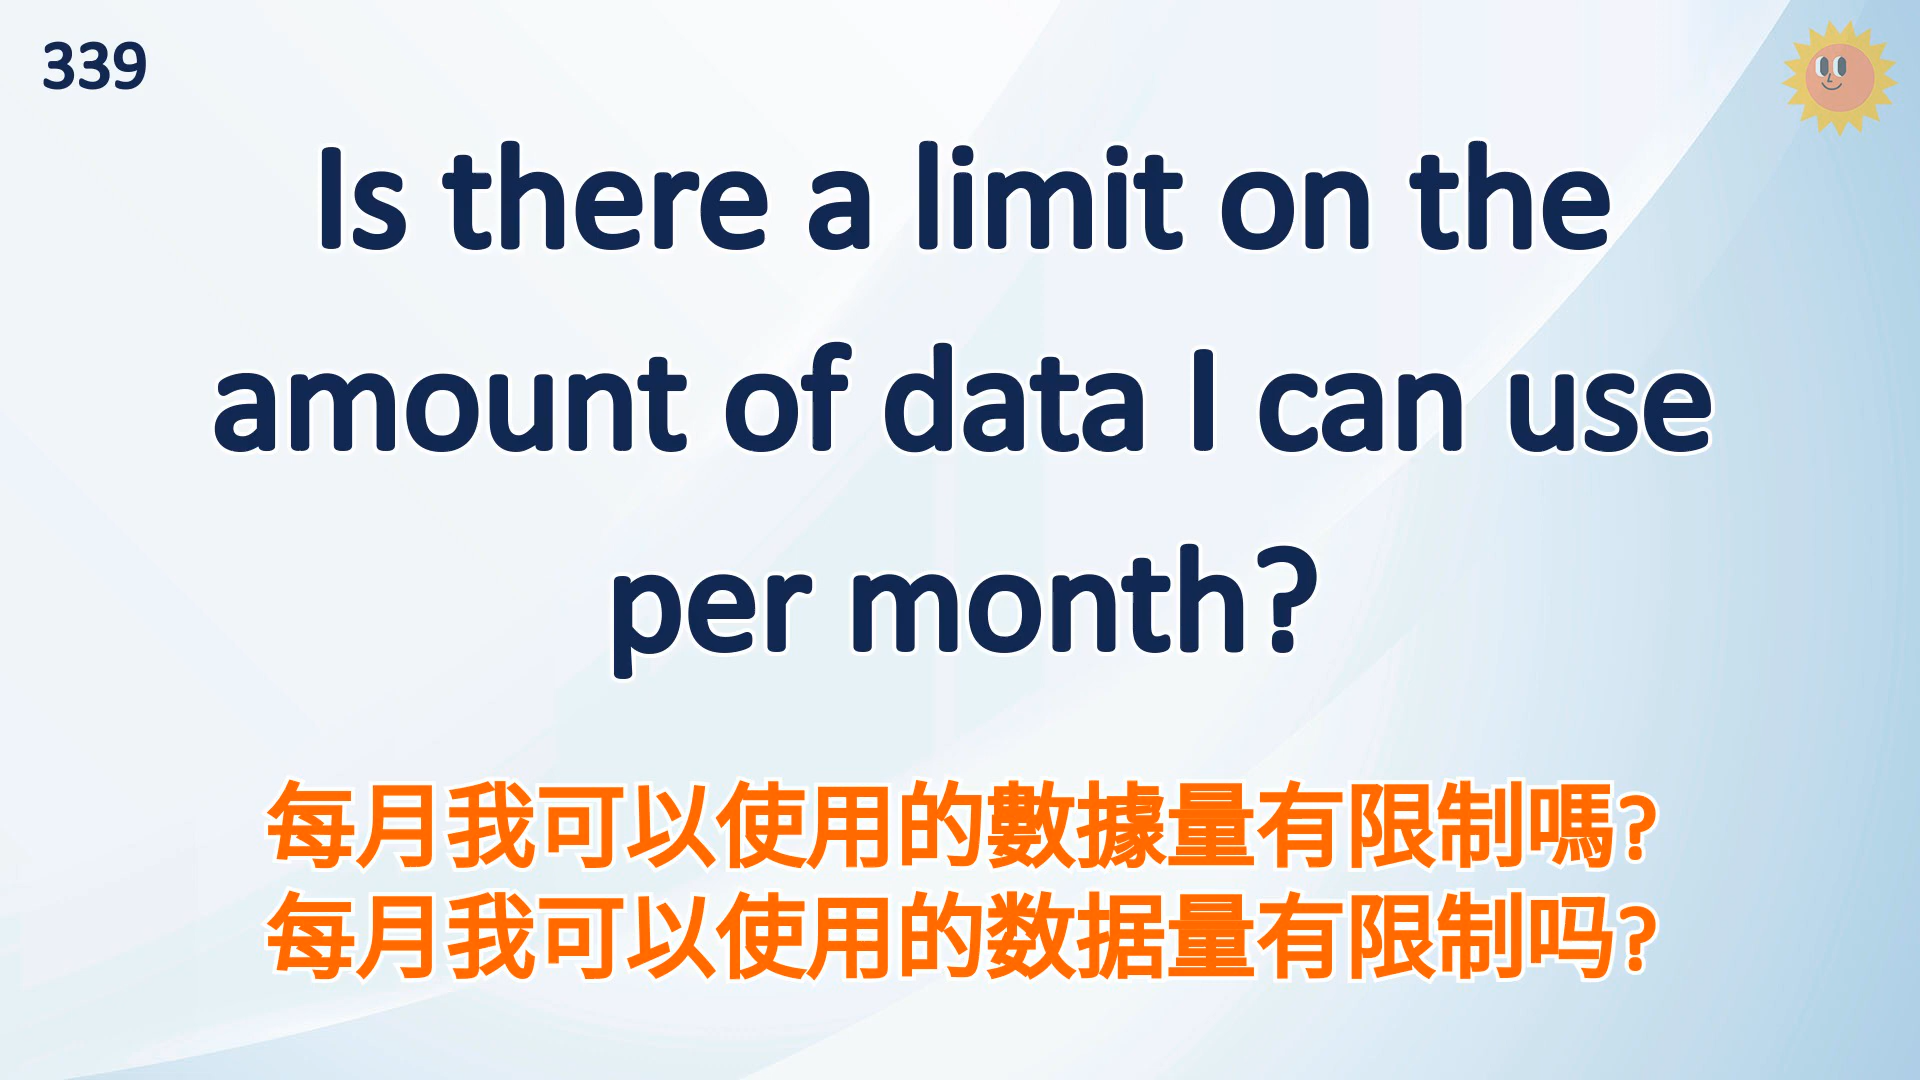 339
Is there a limit on the
amount of data I can use
per month?
每月我可以使用的數據量有限制嗎?
每月我可以使用的数据量有限制吗?